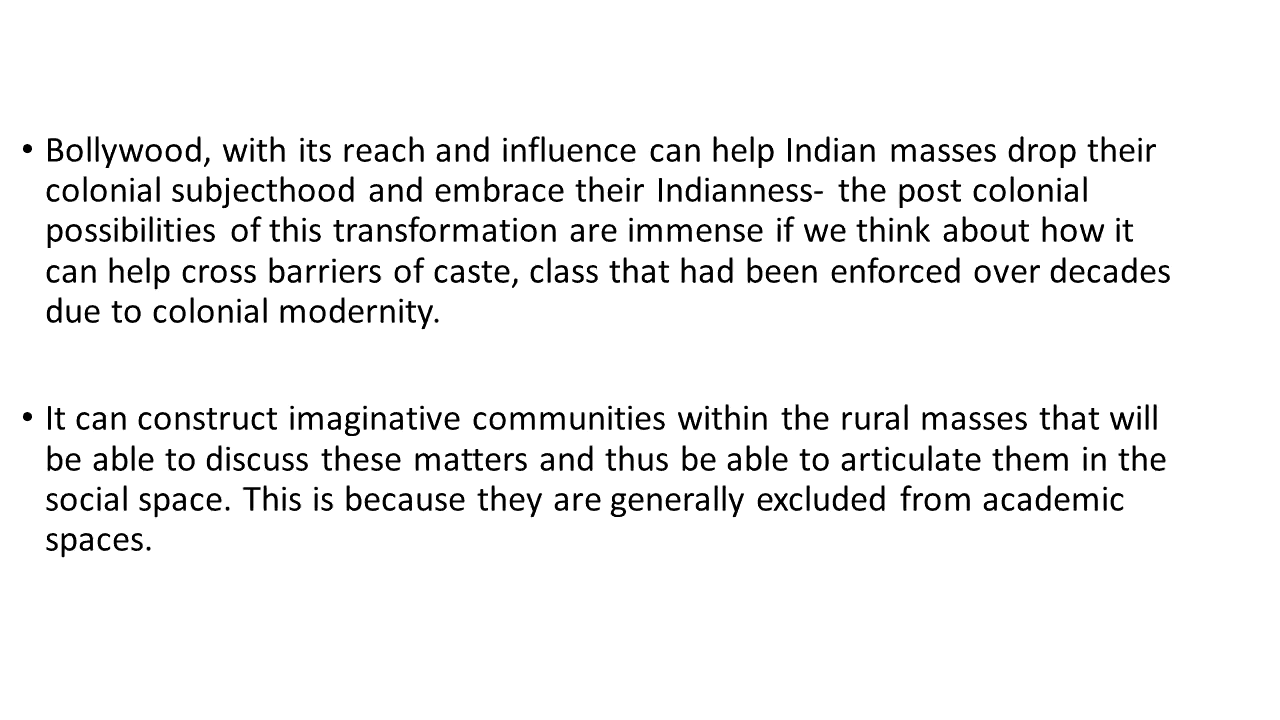 • Bollywood, with its reach and influence can help Indian masses drop their
colonial subjecthood and embrace their Indianness- the post colonial
possibilities of this transformation are immense if we think about how it
can help cross barriers of caste, class that had been enforced over decades
due to colonial modernity.
• It can construct imaginative communities within the rural masses that will
be able to discuss these matters and thus be able to articulate them in the
social space. This is because they are generally excluded from academic
spaces.